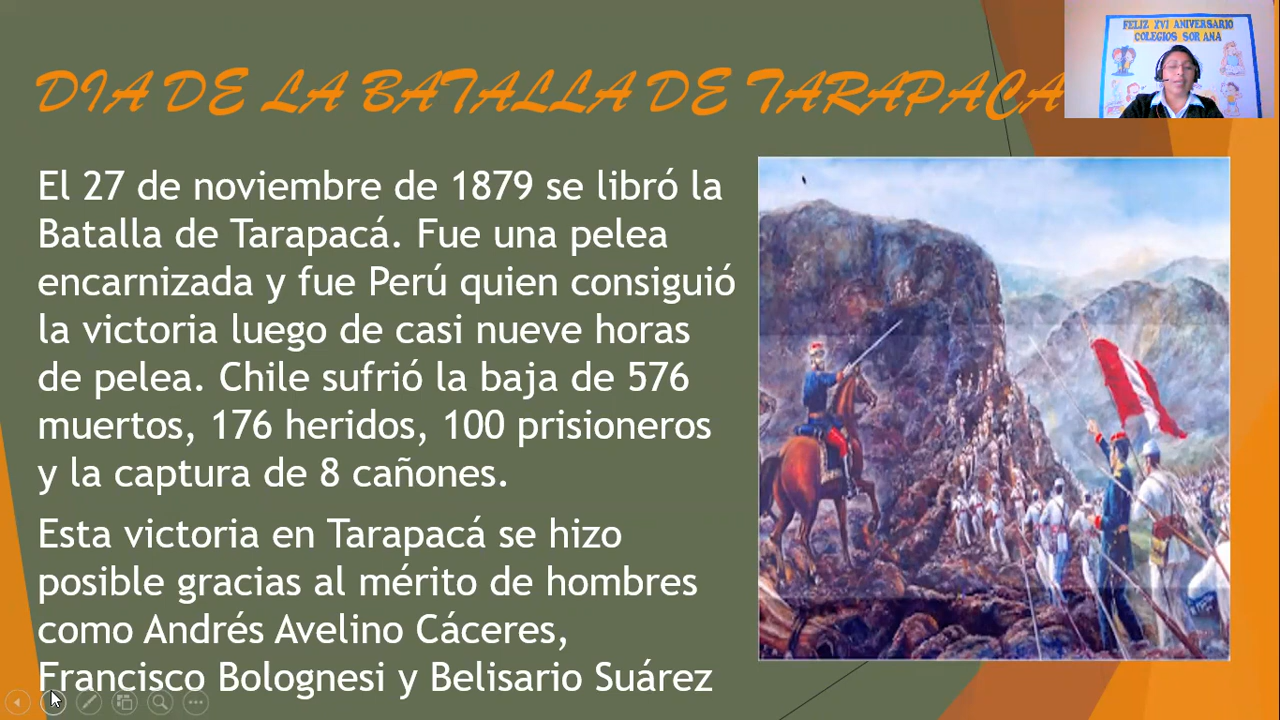 FELIZ XVI ANIVERSARIO
COLEGIOS SOR ANA
DIA DE LA BATALLA DE TARAPACA
El 27 de noviembre de 1879 se libró la
Batalla de Tarapacá. Fue una pelea
encarnizada y fue Perú quien consiguió
la victoria luego de casi nueve horas
de pelea. Chile sufrió la baja de 576
muertos, 176 heridos, 100 prisioneros
y la captura de 8 cañones.
Esta victoria en Tarapacá se hizo
posible gracias al mérito de hombres
como Andrés Avelino Cáceres,
Francisco Bolognesi y Belisario Suárez